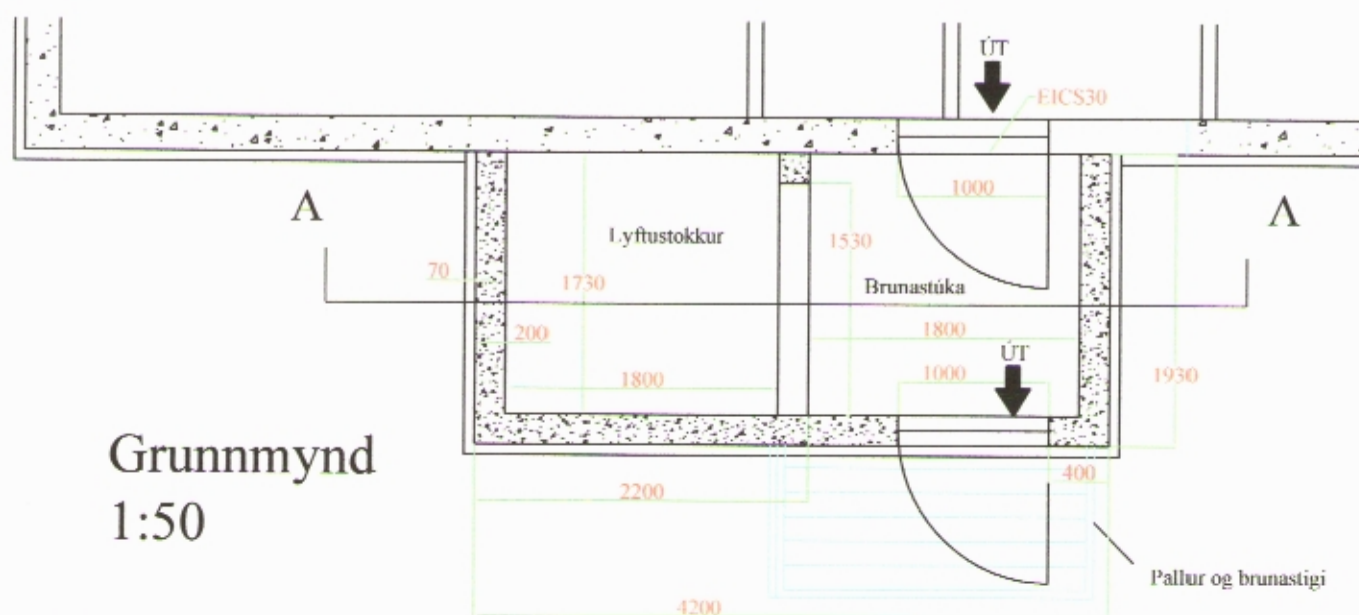 ÚT
EICS30
A
A
1000
Lyftustokkur
1530
70
1730
Brunastúka
200
1800
ÚT
1800
1000
1930
Grunnmynd
1:50
2200
400
Pallur og brunastigi
4200